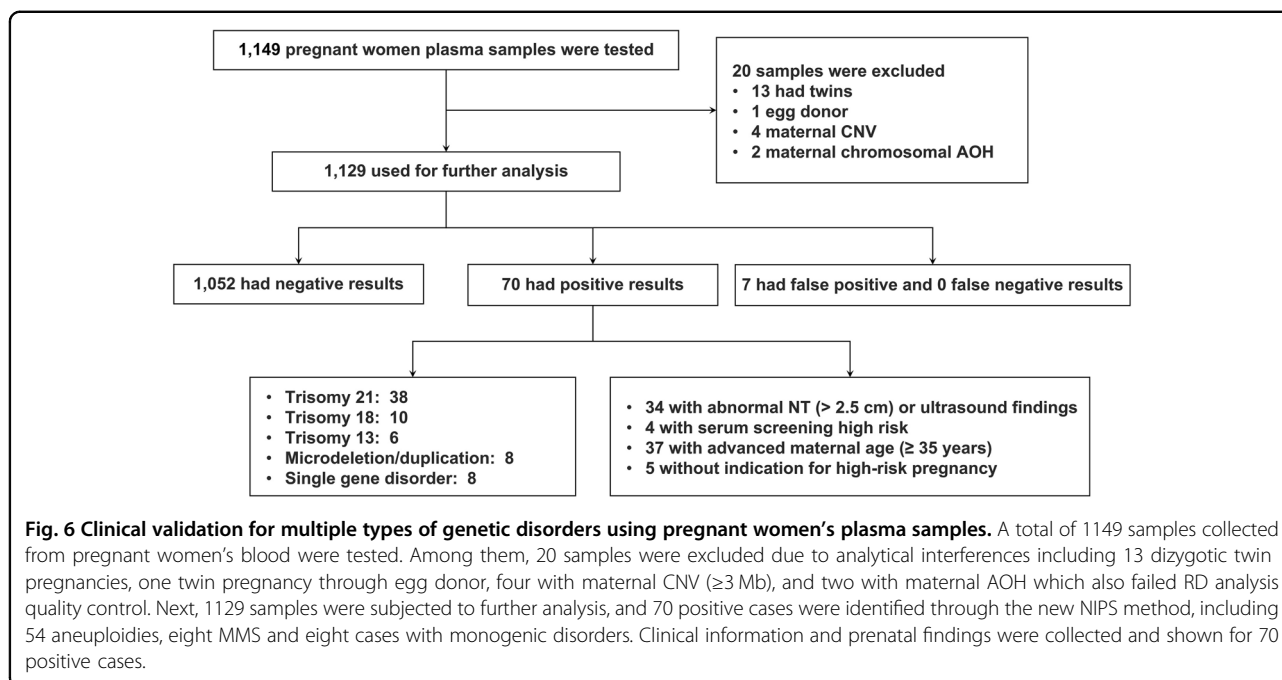 1,149 pregnant women plasma samples were tested
20 samples were excluded
• 13 had twins
• 1 egg donor
• 4 maternal CNV
• 2 maternal chromosomal AOH
1,129 used for further analysis
1,052 had negative results
70 had positive results
7 had false positive and 0 false negative results
• Trisomy 21: 38
• Trisomy 18: 10
• Trisomy 13: 6
• Microdeletion/duplication: 8
• Single gene disorder: 8
• 34 with abnormal NT (> 2.5 cm) or ultrasound findings
• 4 with serum screening high risk
• 37 with advanced maternal age (≥ 35 years)
• 5 without indication for high-risk pregnancy
Fig. 6 Clinical validation for multiple types of genetic disorders using pregnant women's plasma samples. A total of 1149 samples collected
from pregnant women's blood were tested. Among them, 20 samples were excluded due to analytical interferences including 13 dizygotic twin
pregnancies, one twin pregnancy through egg donor, four with maternal CNV (≥3 Mb), and two with maternal AOH which also failed RD analysis
quality control. Next, 1129 samples were subjected to further analysis, and 70 positive cases were identified through the new NIPS method, including
54 aneuploidies, eight MMS and eight cases with monogenic disorders. Clinical information and prenatal findings were collected and shown for 70
positive cases.